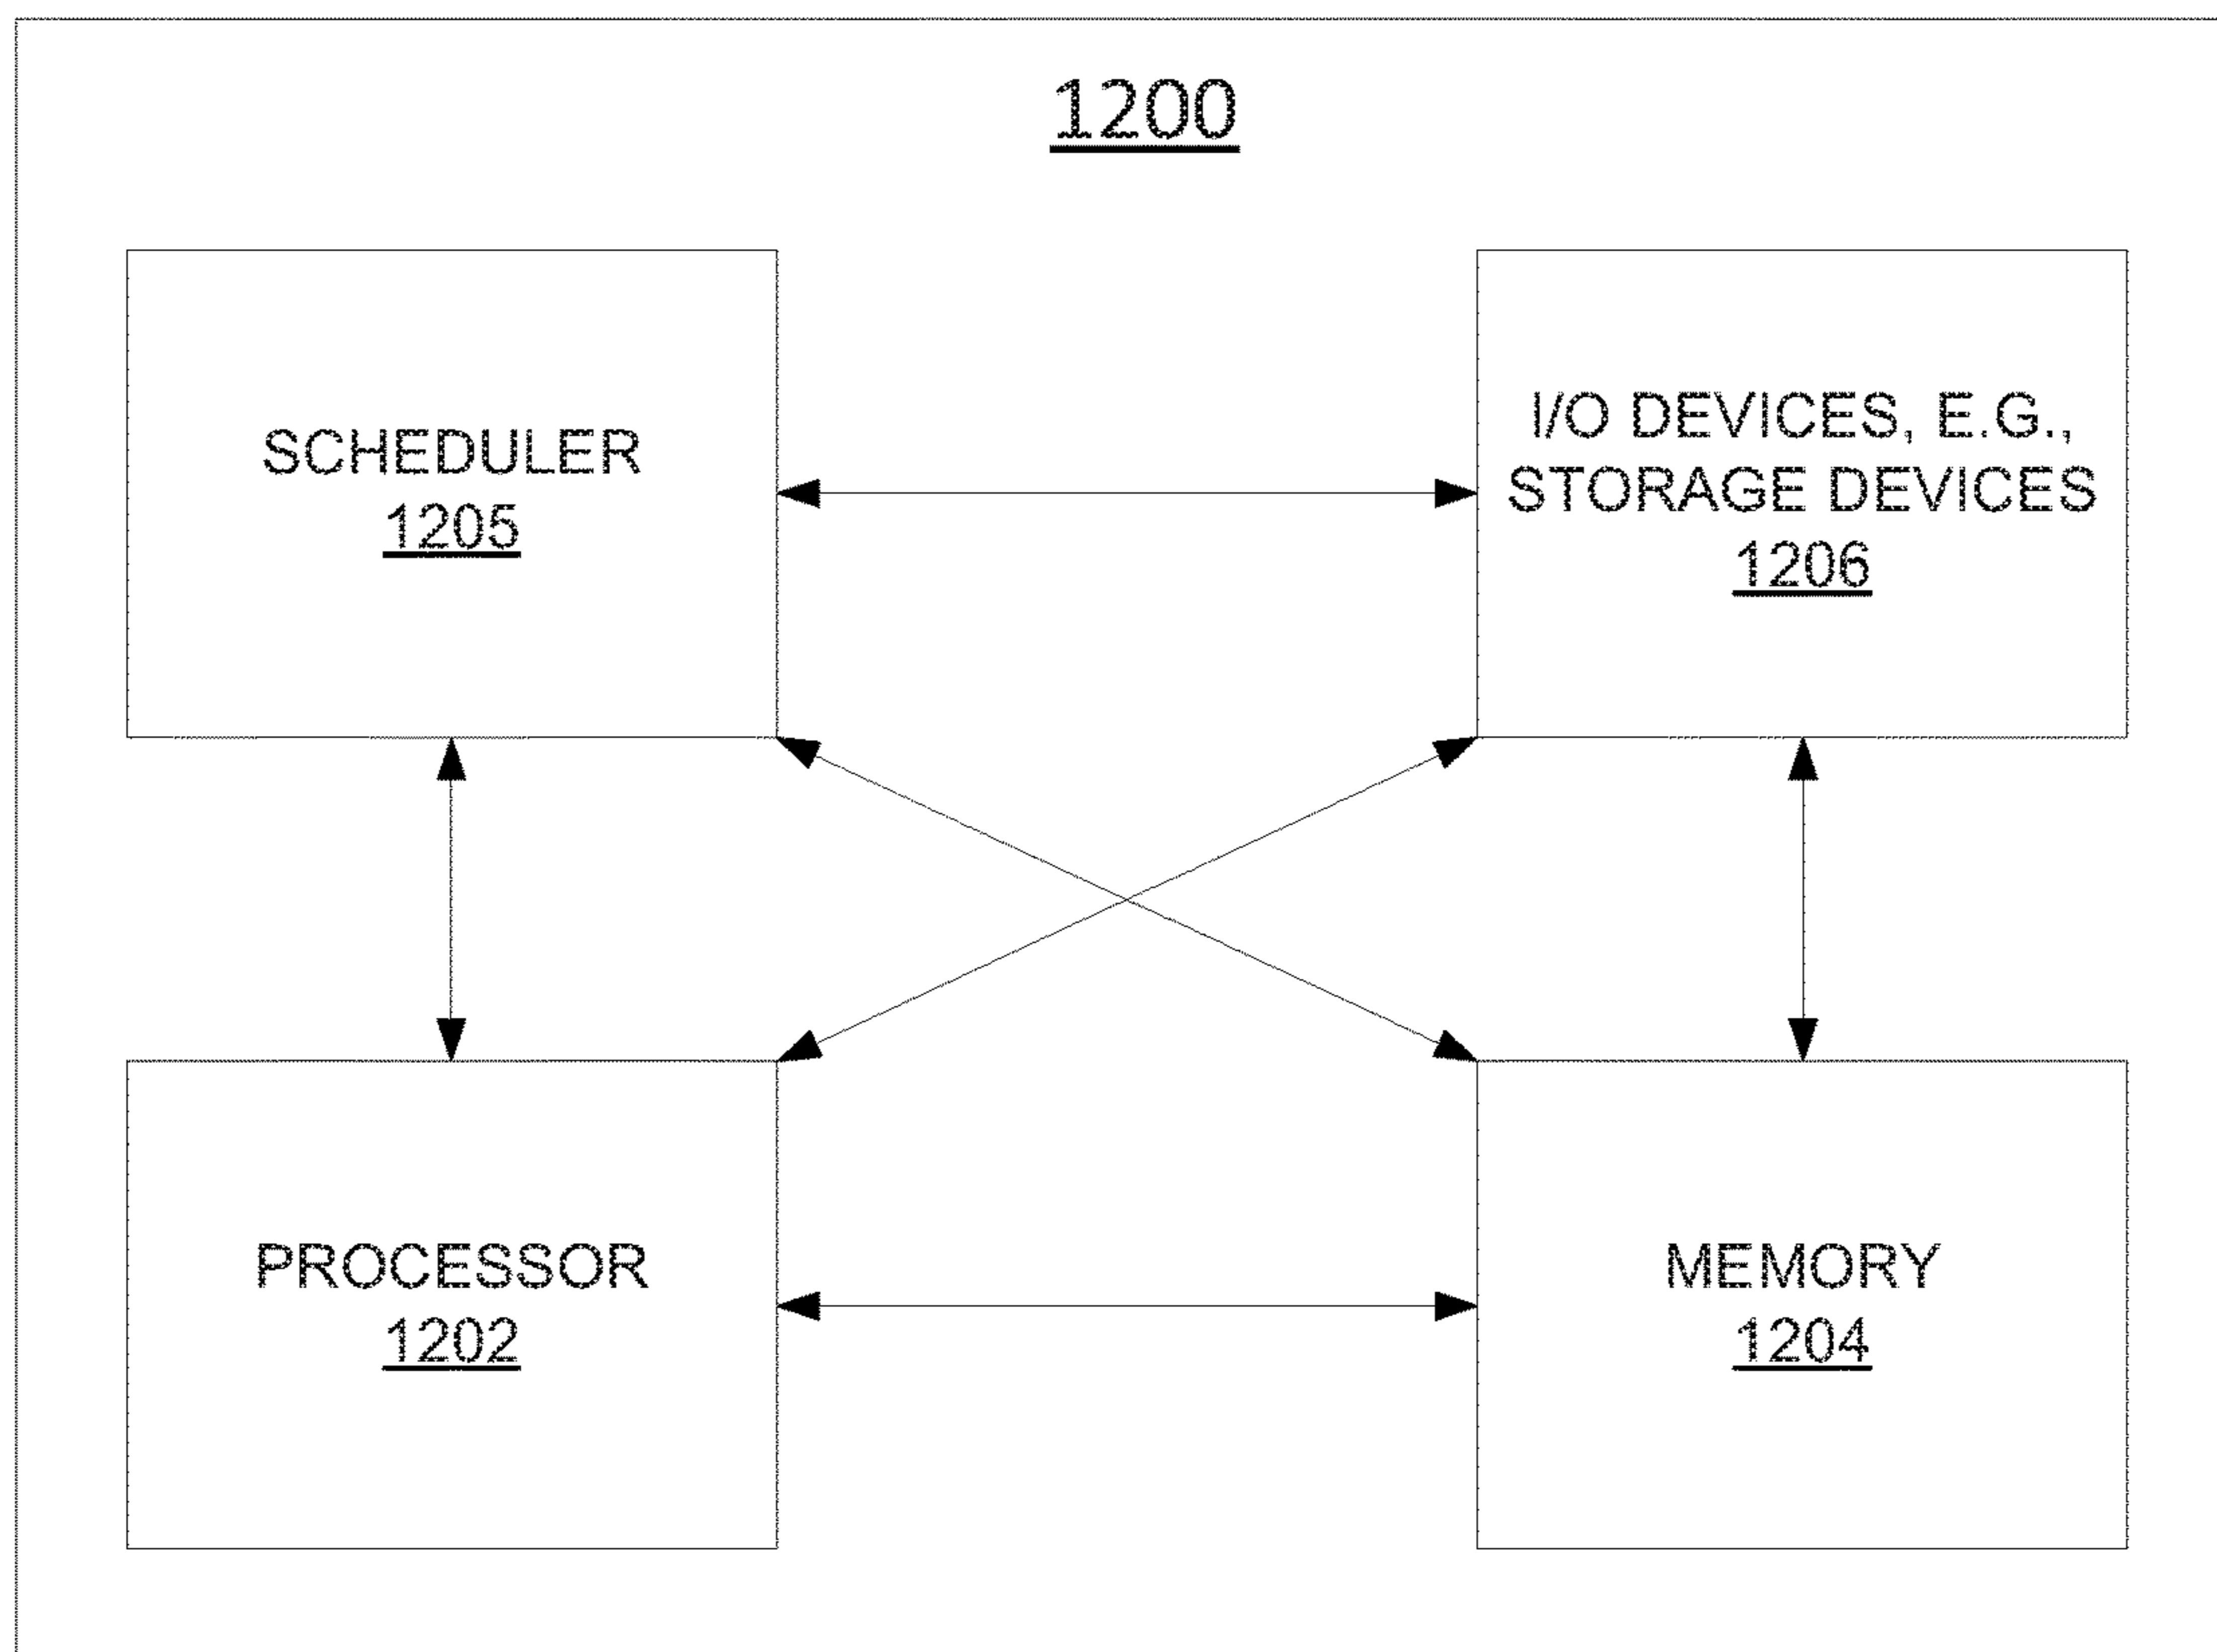 1200
SCHEDULER
1205
I/O DEVICES, E.G.,
STORAGE DEVICES
1206
PROCESSOR
1202
MEMORY
1204